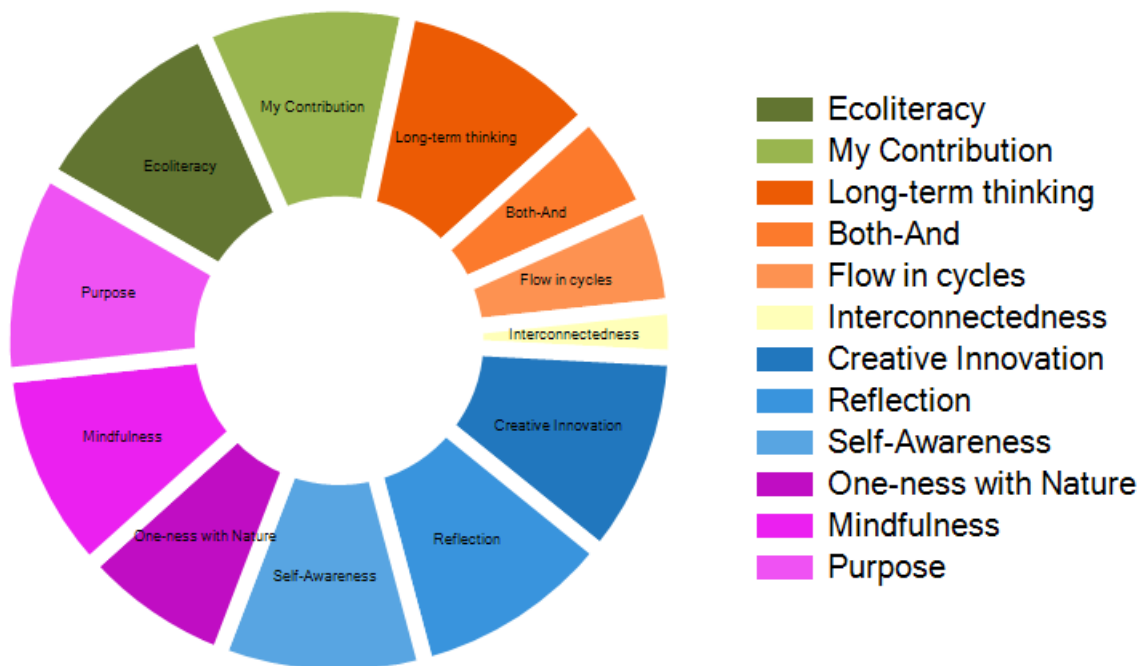 My Contribution
Long-term thinking
Ecoliteracy
Both-And
Flow in cycles
Purpose
Interconnectedness
Creative Innovation
Mindfulness
One-ness with Nature
Reflection
Self-Awareness
Ecoliteracy
My Contribution
Long-term thinking
Both-And
Flow in cycles
Interconnectedness
Creative Innovation
Reflection
Self-Awareness
One-ness with Nature
Mindfulness
Purpose